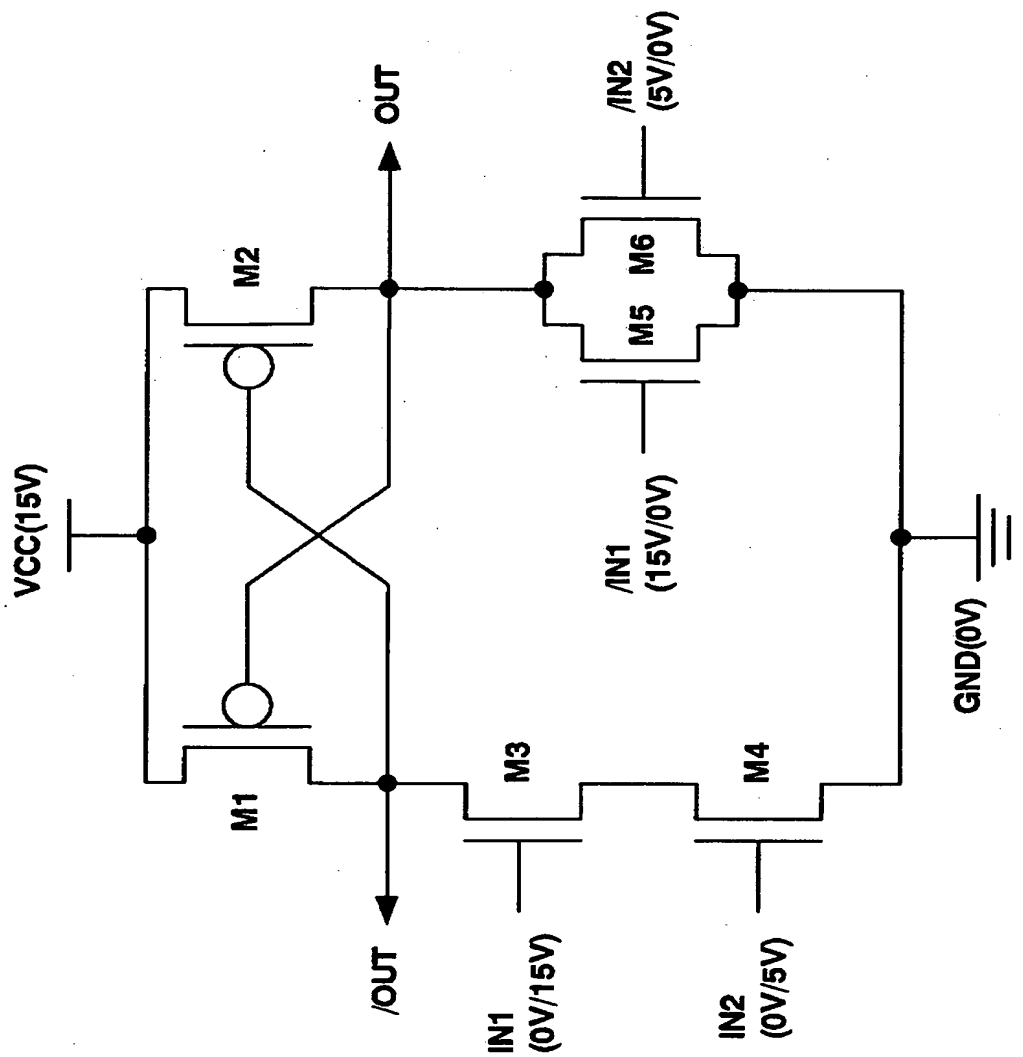 VCC(15V)
M1
M2
/OUT
OUT
M3
M4
M5
M6
IN1
(0V/15V)
IN2
(0V/5V)
/IN1
(15V/0V)
/IN2
(5V/0V)
GND(0V)